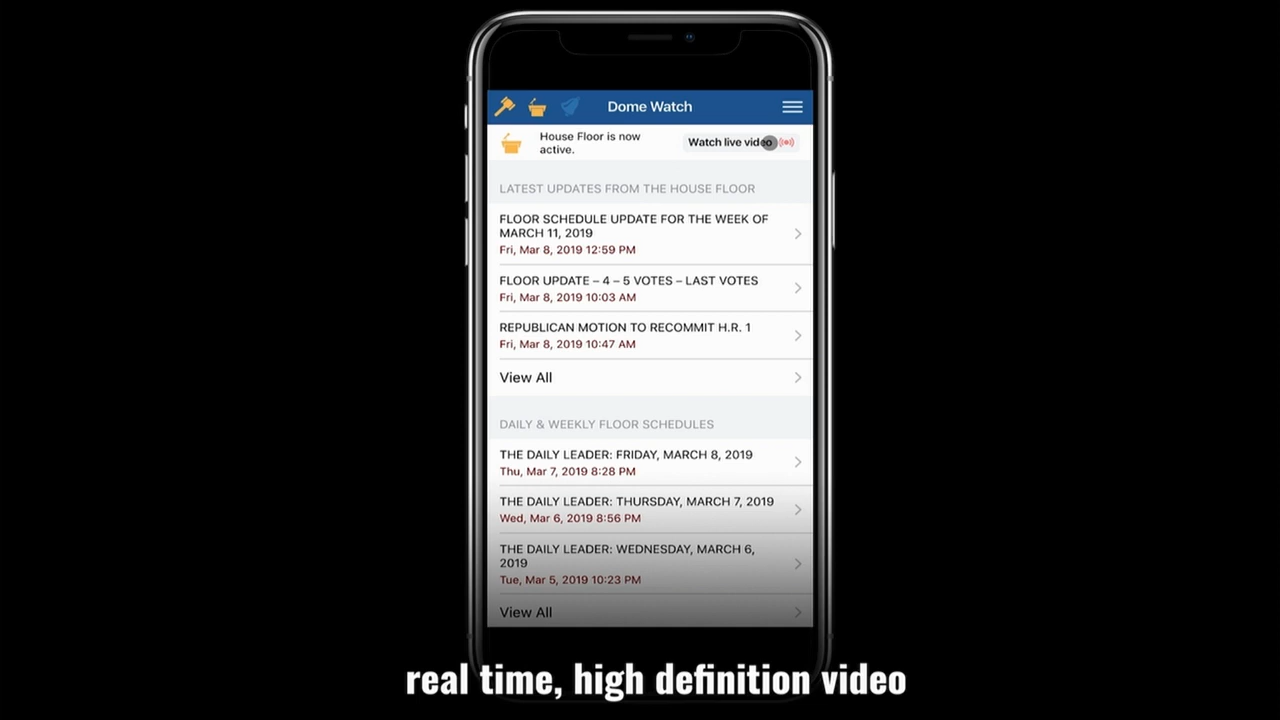 Dome Watch
House Floor is now
active.
Watch live video
LATEST UPDATES FROM THE HOUSE FLOOR
FLOOR SCHEDULE UPDATE FOR THE WEEK OF
MARCH 11, 2019
Fri, Mar 8, 2019 12:59 PM
FLOOR UPDATE – 4 – 5 VOTES – LAST VOTES
Fri, Mar 8, 2019 10:03 AM
REPUBLICAN MOTION TO RECOMMIT H.R. 1
Fri, Mar 8, 2019 10:47 AM
View All
DAILY & WEEKLY FLOOR SCHEDULES
THE DAILY LEADER: FRIDAY, MARCH 8, 2019
Thu, Mar 7, 2019 8:28 PM
THE DAILY LEADER: THURSDAY, MARCH 7, 2019
Wed, Mar 6, 2019 8:56 PM
THE DAILY LEADER: WEDNESDAY, MARCH 6,
2019
Tue, Mar 5, 2019 10:23 PM
View All
real time, high definition video